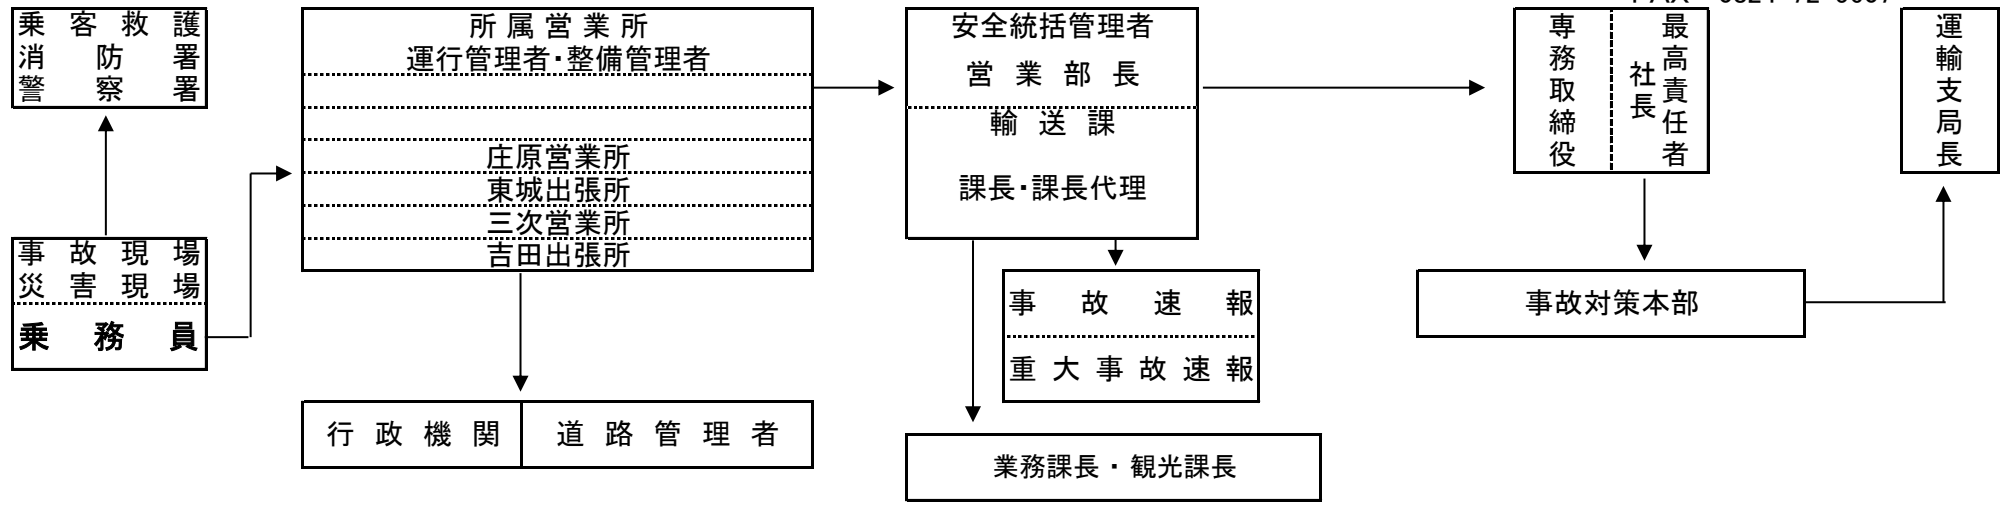 乗客救護
消防署
警察署
事故現場
災害現場
乗務員
所属営業所
運行管理者・整備管理者
庄原営業所
東城出張所
三次営業所
吉田出張所
行政機関
道路管理者
安全統括管理者
営業部長
輸送課
課長・課長代理
事故速報
重大事故速報
業務課長・観光課長
専務取締役
社長
最高責任者
事故対策本部
運輸支局長